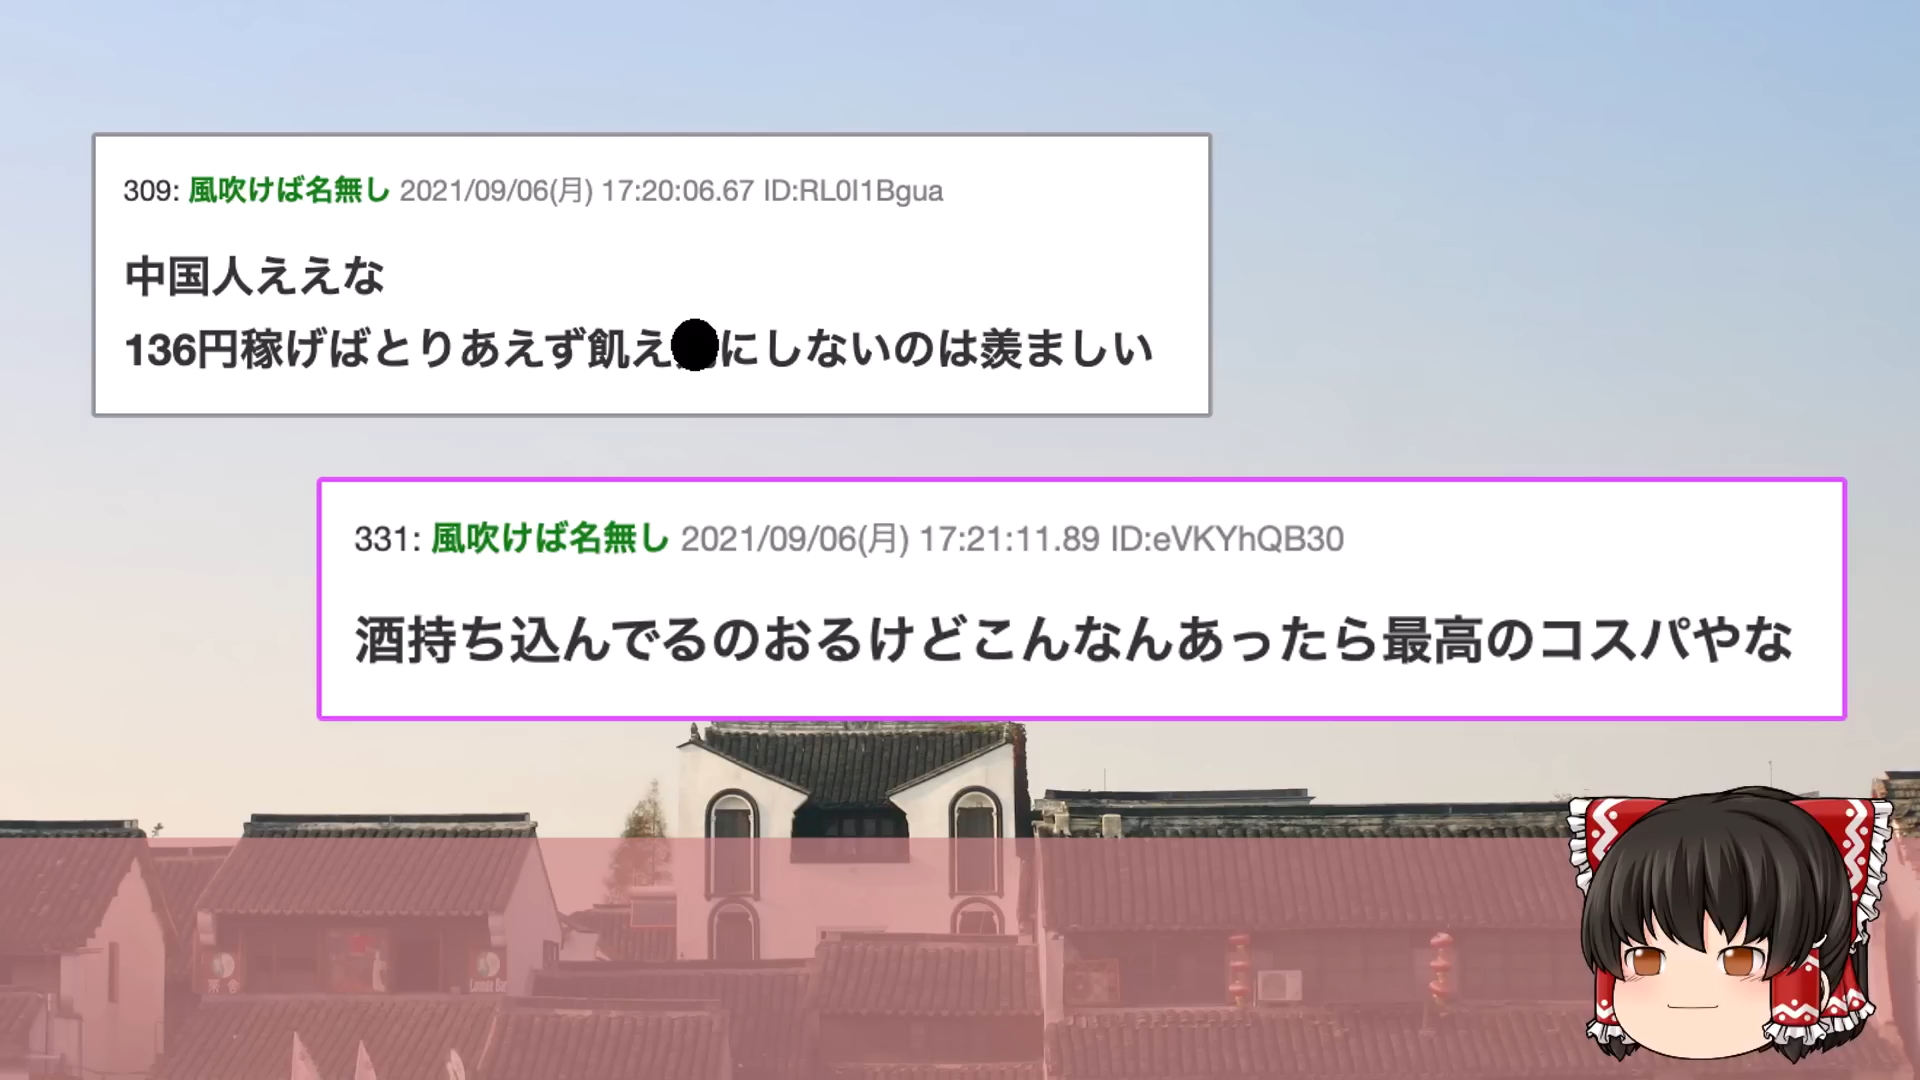 309: 風吹けば名無し 2021/09/06(月) 17:20:06.67 ID:RL0I1Bgua
中国人ええな
136円稼げばとりあえず飢え●にしないのは羨ましい
331: 風吹けば名無し 2021/09/06(月) 17:21:11.89 ID:eVKYhQB30
酒持ち込んでるのおるけどこんなんあったら最高のコスパやな